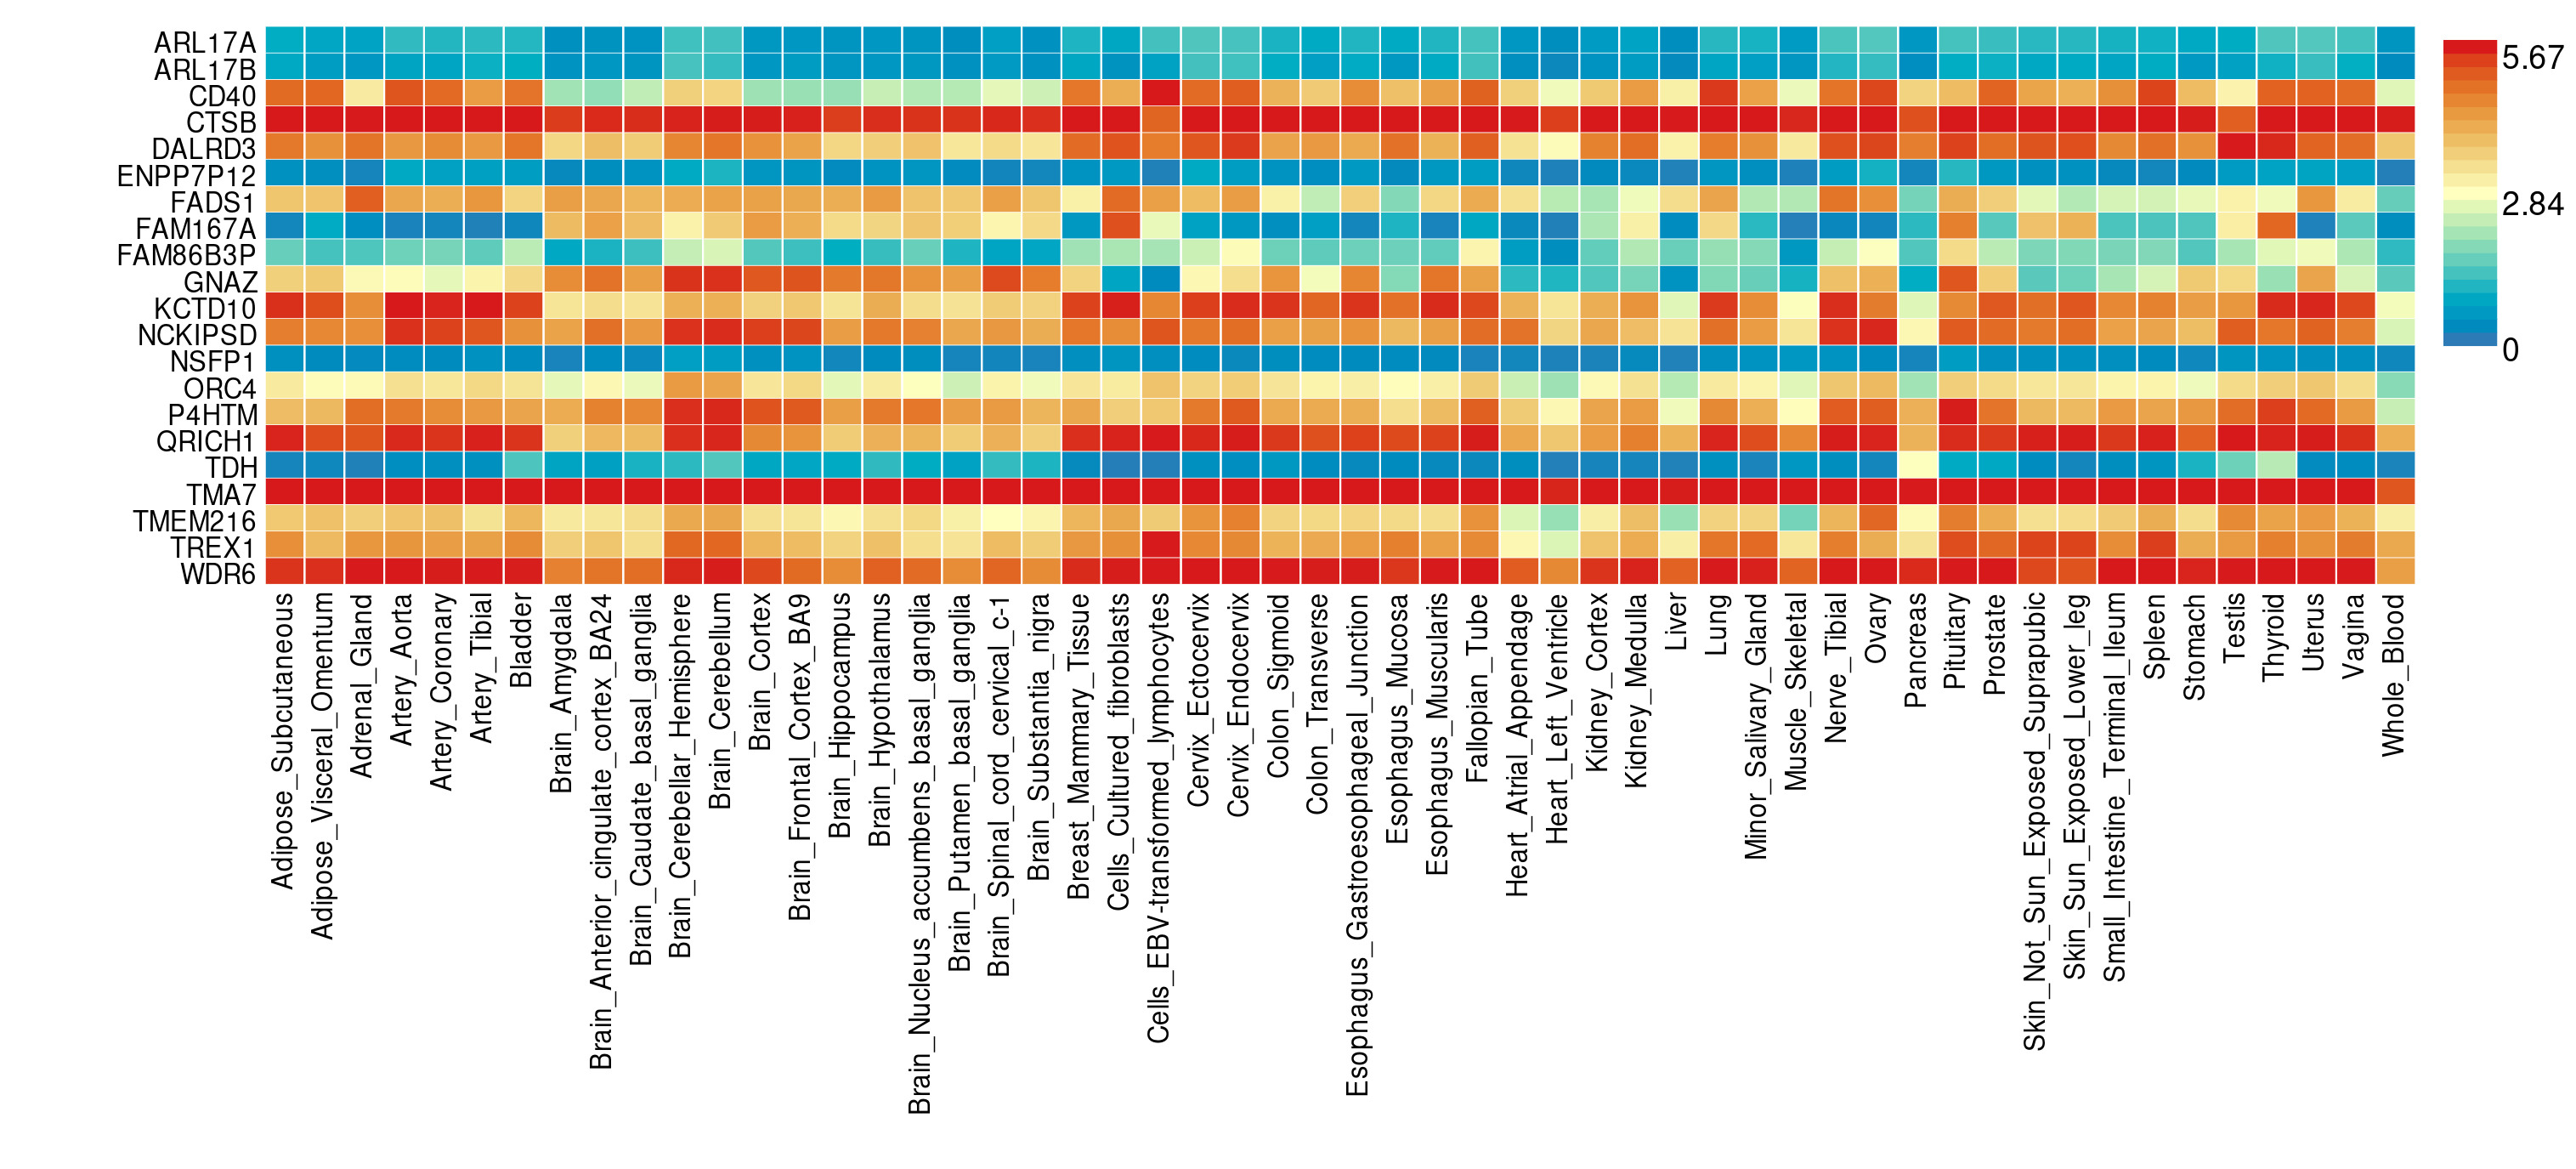 ARL17A
ARL17B
CD40
CTSB
DALRD3
ENPP7P12
FADS1
FAM167A
FAM86B3P
GNAZ
KCTD10
NCKIPSD
NSFP1
ORC4
P4HTM
QRICH1
TDH
TMA7
TMEM216
TREX1
WDR6
5.67
2.84
0
Adipose_Subcutaneous
Adipose_Visceral_Omentum
Adrenal_Gland
Artery_Aorta
Artery_Coronary
Artery_Tibial
Bladder
Brain_Amygdala
Brain_Anterior_cingulate_cortex_BA24
Brain_Caudate_basal_ganglia
Brain_Cerebellar_Hemisphere
Brain_Cerebellum
Brain_Cortex
Brain_Frontal_Cortex_BA9
Brain_Hippocampus
Brain_Hypothalamus
Brain_Nucleus_accumbens_basal_ganglia
Brain_Putamen_basal_ganglia
Brain_Spinal_cord_cervical_c-1
Brain_Substantia_nigra
Breast_Mammary_Tissue
Cells_Cultured_fibroblasts
Cells_EBV-transformed_lymphocytes
Cervix_Ectocervix
Cervix_Endocervix
Colon_Sigmoid
Colon_Transverse
Esophagus_Gastroesophageal_Junction
Esophagus_Mucosa
Esophagus_Muscularis
Fallopian_Tube
Heart_Atrial_Appendage
Heart_Left_Ventricle
Kidney_Cortex
Kidney_Medulla
Liver
Lung
Minor_Salivary_Gland
Muscle_Skeletal
Nerve_Tibial
Ovary
Pancreas
Pituitary
Prostate
Skin_Not_Sun_Exposed_Suprapubic
Skin_Sun_Exposed_Lower_leg
Small_Intestine_Terminal_Ileum
Spleen
Stomach
Testis
Thyroid
Uterus
Vagina
Whole_Blood